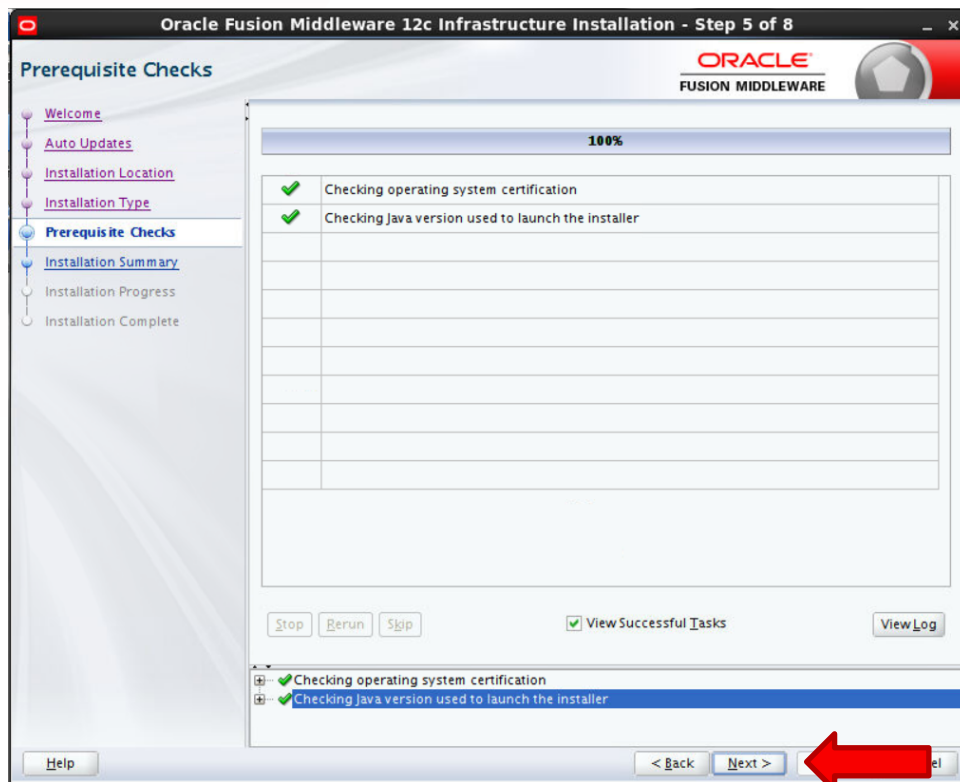 Oracle Fusion Middleware 12c Infrastructure Installation - Step 5 of 8
Prerequisite Checks
ORACLE
FUSION MIDDLEWARE
Welcome
Auto Updates
Installation Location
Installation Type
Prerequisite Checks
Installation Summary
Installation Progress
Installation Complete
100%
Checking operating system certification
Checking Java version used to launch the installer
Stop Rerun Skip View Successful Tasks View Log
Checking operating system certification
Checking Java version used to launch the installer
Help < Back Next >